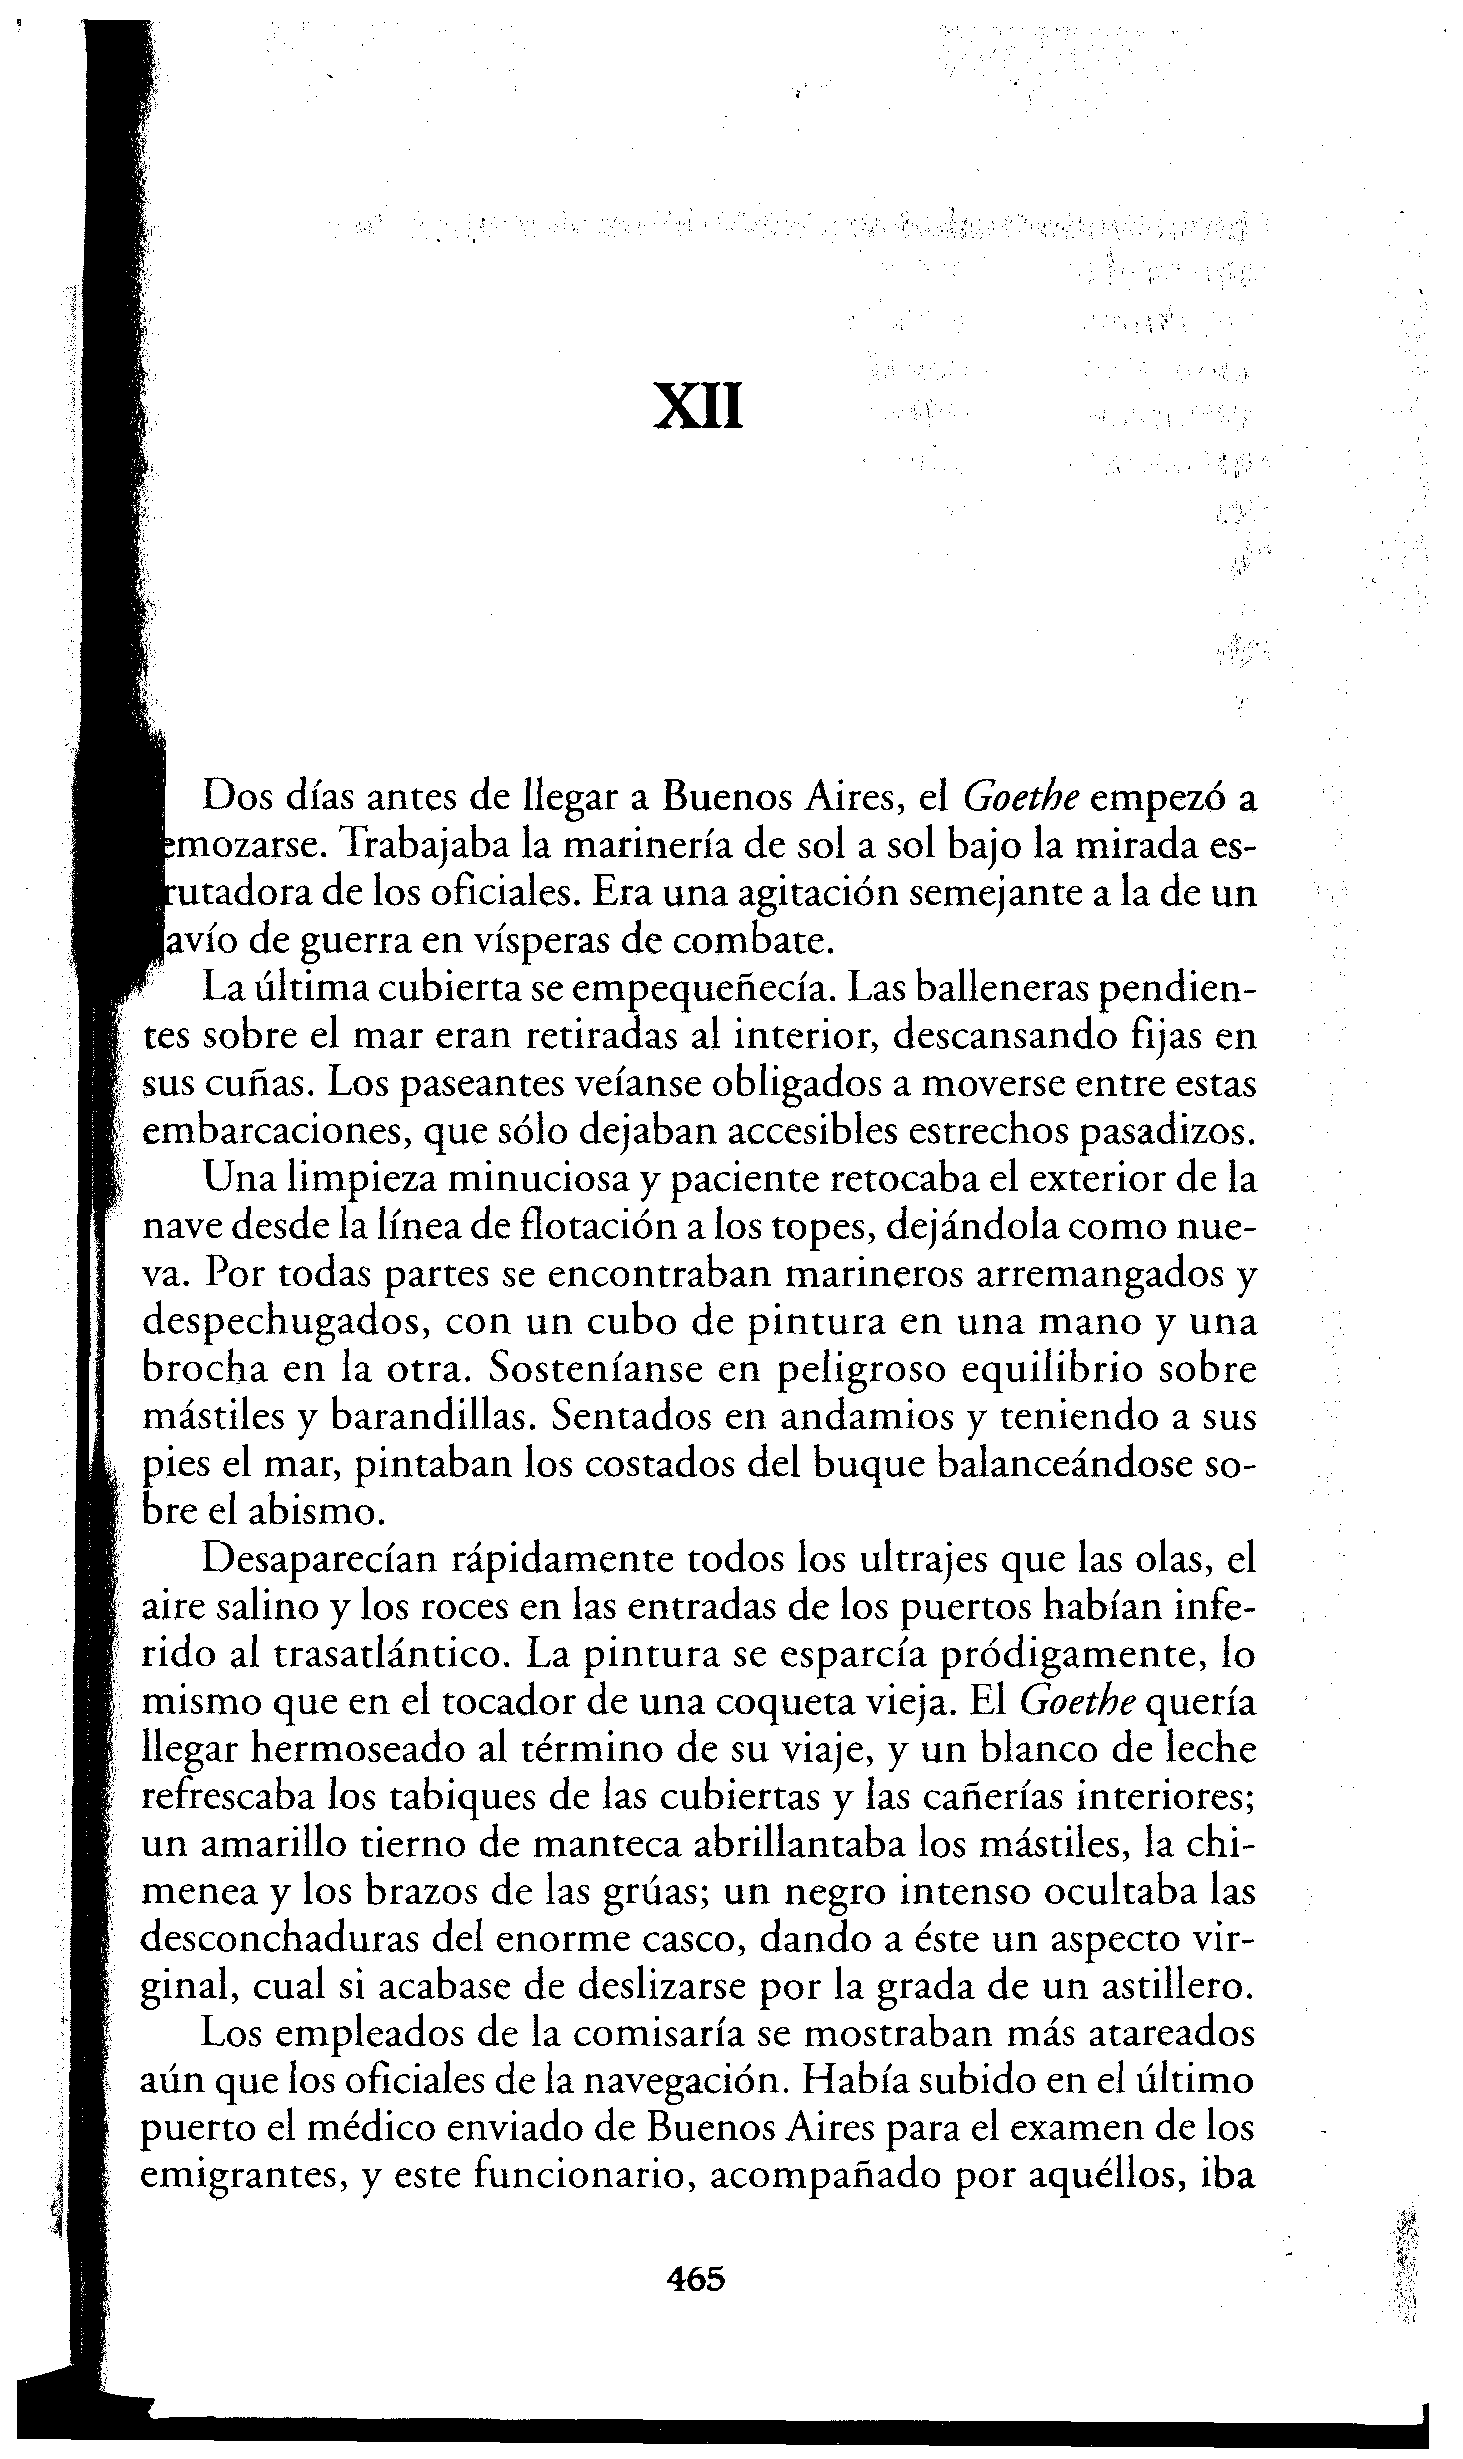 XII
Dos días antes de llegar a Buenos Aires, el Goethe empezó a
emozarse. Trabajaba la marinería de sol a sol bajo la mirada es-
rutadora de los oficiales. Era una agitación semejante a la de un
avío de guerra en vísperas de combate.
La última cubierta se empequeñecía. Las balleneras pendien-
tes sobre el mar eran retiradas al interior, descansando fijas en
sus cuñas. Los paseantes veíanse obligados a moverse entre estas
embarcaciones, que sólo dejaban accesibles estrechos pasadizos.
Una limpieza minuciosa y paciente retocaba el exterior de la
nave desde la línea de flotación a los topes, dejándola como nue-
va. Por todas partes se encontraban marineros arremangados y
despechugados, con un cubo de pintura en una mano y una
brocha en la otra. Sosteníanse en peligroso equilibrio sobre
mástiles y barandillas. Sentados en andamios y teniendo a sus
pies el mar, pintaban los costados del buque balanceándose so-
bre el abismo.
Desaparecían rápidamente todos los ultrajes que las olas, el
aire salino y los roces en las entradas de los puertos habían infe-
rido al trasatlántico. La pintura se esparcía pródigamente, lo
mismo que en el tocador de una coqueta vieja. El Goethe quería
llegar hermoseado al término de su viaje, y un blanco de leche
refrescaba los tabiques de las cubiertas y las cañerías interiores;
un amarillo tierno de manteca abrillantaba los mástiles, la chi-
menea y los brazos de las grúas; un negro intenso ocultaba las
desconchaduras del enorme casco, dando a éste un aspecto vir-
ginal, cual si acabase de deslizarse por la grada de un astillero.
Los empleados de la comisaría se mostraban más atareados
aún que los oficiales de la navegación. Había subido en el último
puerto el médico enviado de Buenos Aires para el examen de los
emigrantes, y este funcionario, acompañado por aquéllos, iba
465